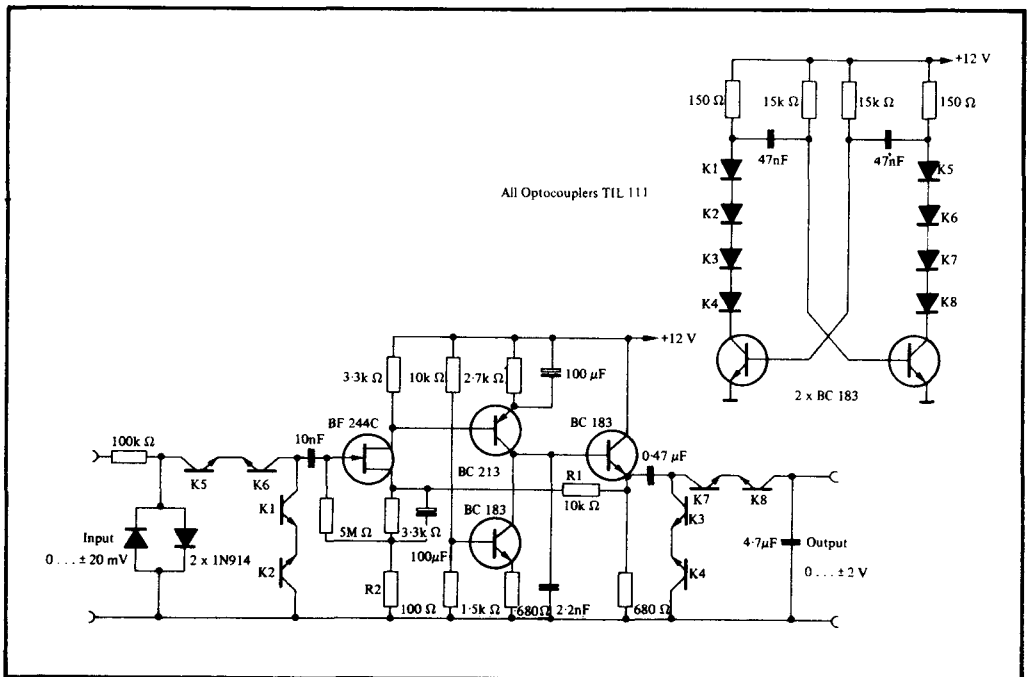 +12 V
150 Ω
15k Ω
15k Ω
150 Ω
47nF
47nF
K1
K5
All Optocouplers TIL 111
K2
K6
K3
K7
K4
K8
2 x BC 183
+12 V
3·3k Ω
10k Ω
2·7k Ω
100 µF
BF 244C
BC 183
10nF
0·47 µF
100k Ω
BC 213
R1
K5
K6
K7
K8
10k Ω
K1
BC 183
K3
5M Ω
3·3k Ω
Input
4·7µF
Output
100µF
0 . . . ± 20 mV
2 x 1N914
K2
K4
0 . . . ± 2 V
R2
100 Ω
1·5k Ω
680Ω
2·2nF
680 Ω